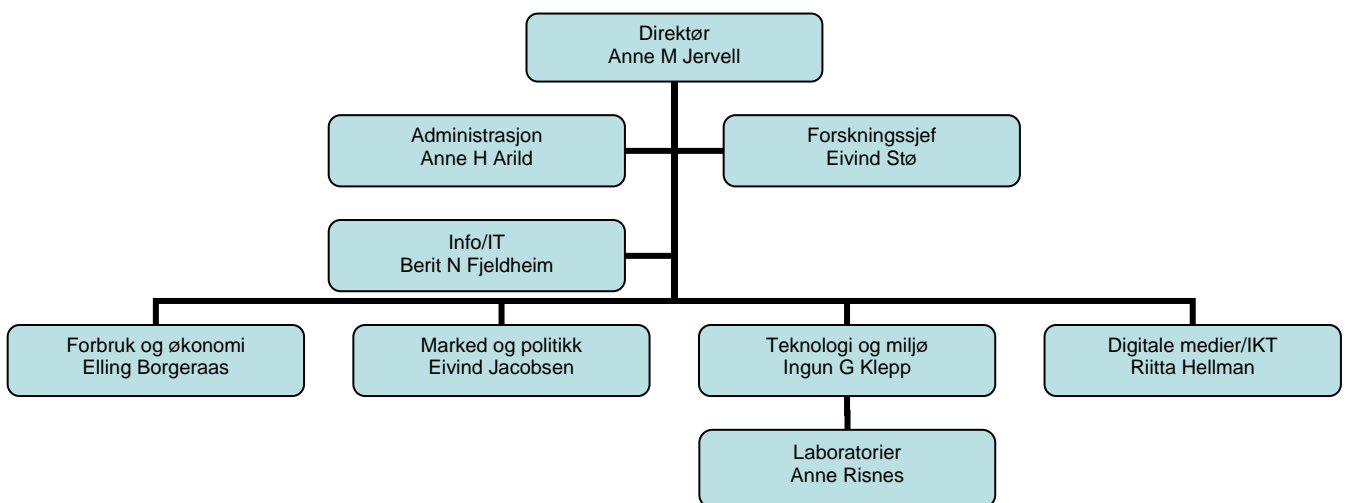 Direktør
Anne M Jervell
Administrasjon
Anne H Arild
Forskningssjef
Eivind Stø
Info/IT
Berit N Fjeldheim
Forbruk og økonomi
Elling Borgeraas
Marked og politikk
Eivind Jacobsen
Teknologi og miljø
Ingun G Klepp
Digitale medier/IKT
Riitta Hellman
Laboratorier
Anne Risnes